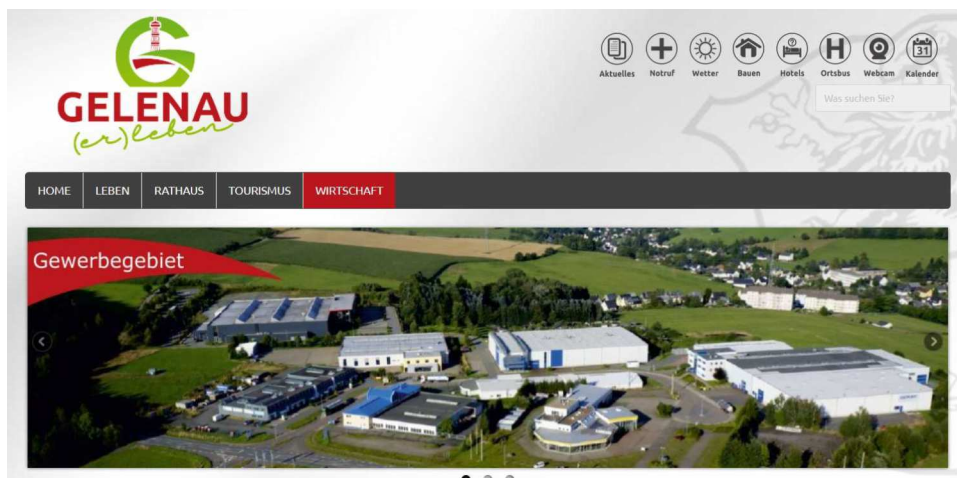 GELENAU
(er)leben
Aktuelles Notruf Wetter Bauen Hotels Ortsbus Webcam Kalender
31
Was suchen Sie?
HOME LEBEN RATHAUS TOURISMUS WIRTSCHAFT
Gewerbegebiet